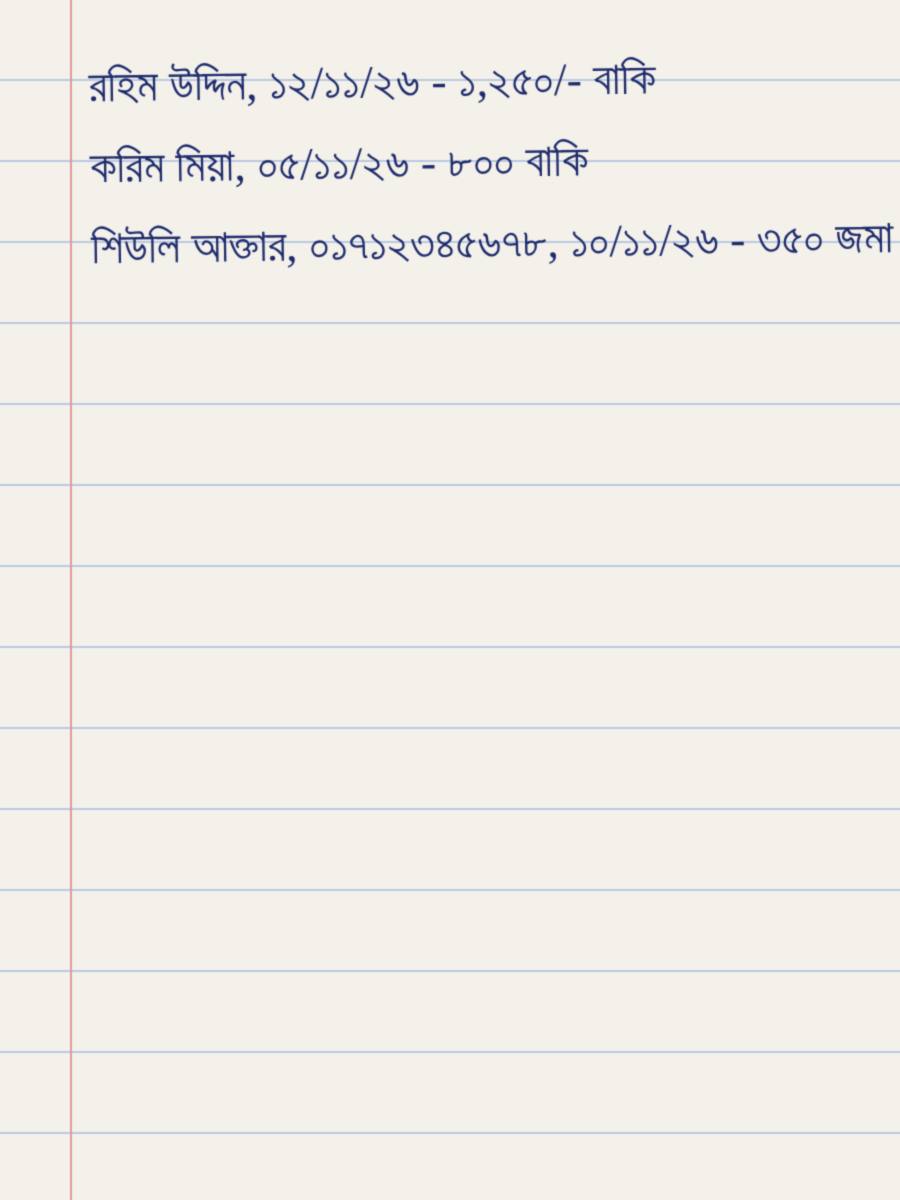 রহিম উদ্দিন, ১২/১১/২৬ - ১,২৫০/- বাকি
করিম মিয়া, ০৫/১১/২৬ - ৮০০ বাকি
শিউলি আক্তার, ০১৭১২৩৪৫৬৭৮, ১০/১১/২৬ - ৩৫০ জমা